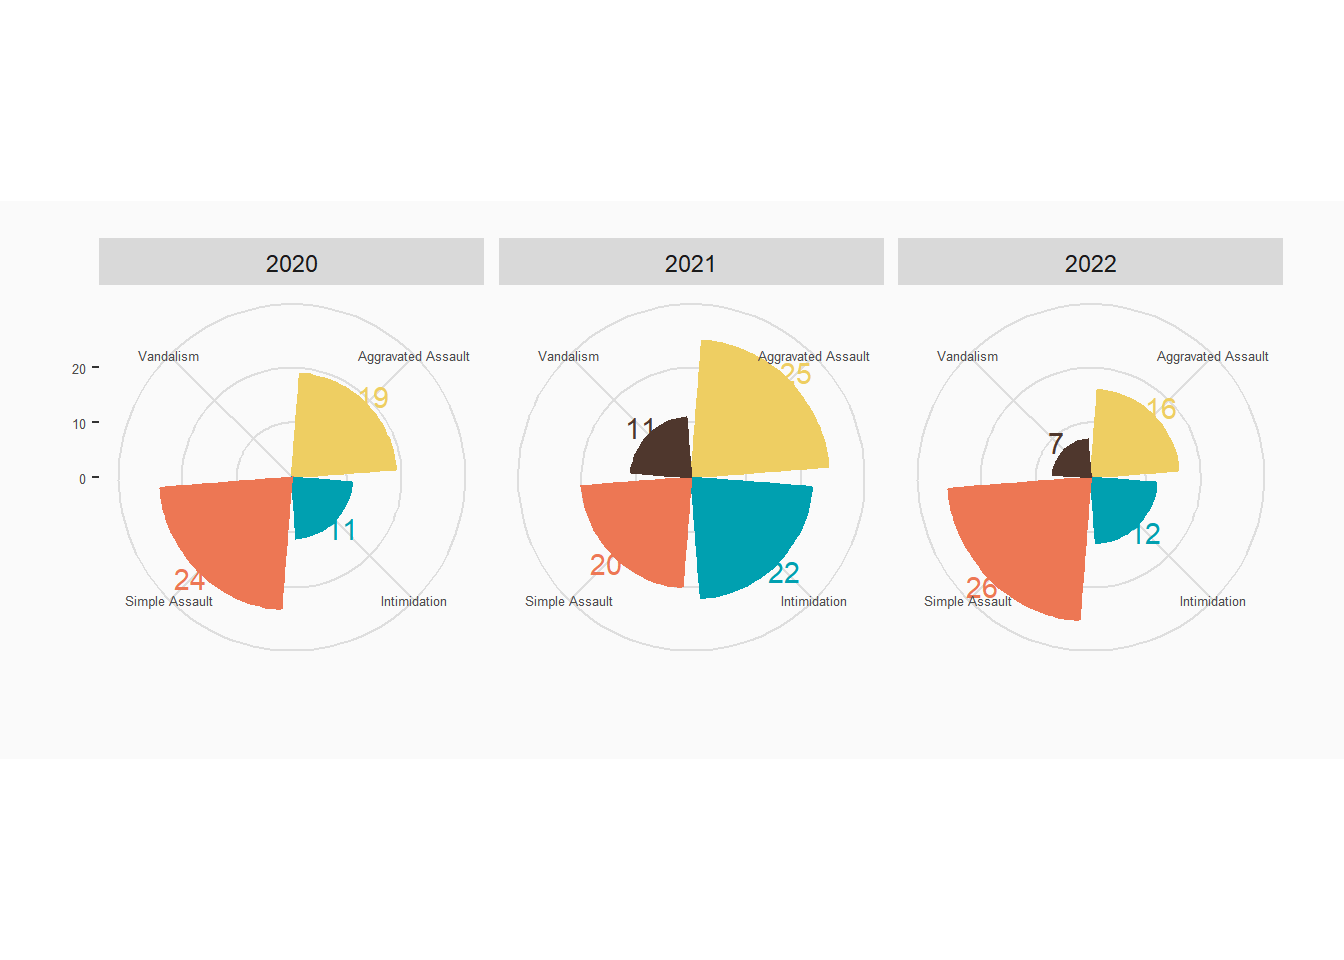 2020
2021
2022
Vandalism
Aggravated Assault
Vandalism
Aggravated Assault
Vandalism
Aggravated Assault
20
19
25
16
10
11
7
0
11
22
12
24
20
26
Simple Assault
Intimidation
Simple Assault
Intimidation
Simple Assault
Intimidation